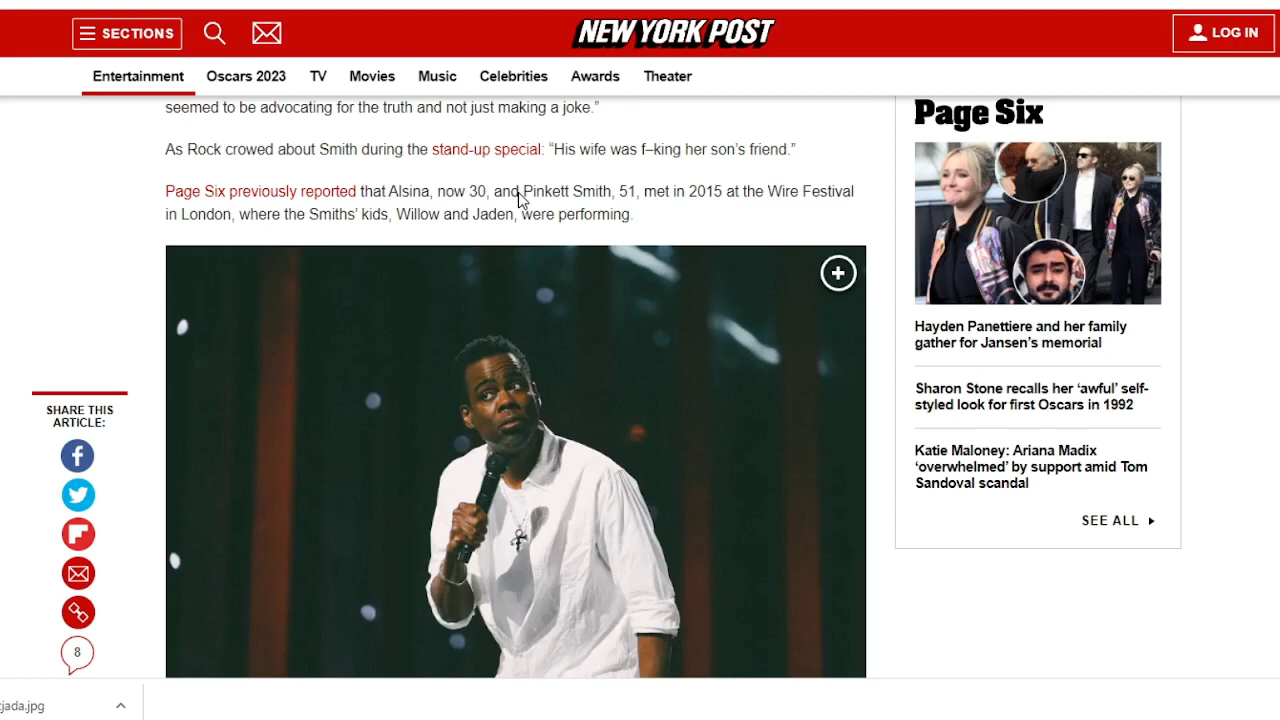 SECTIONS
NEW YORK POST
LOG IN
Entertainment Oscars 2023 TV Movies Music Celebrities Awards Theater
seemed to be advocating for the truth and not just making a joke.”
As Rock crowed about Smith during the stand-up special: “His wife was f–king her son’s friend.”
Page Six previously reported that Alsina, now 30, and Pinkett Smith, 51, met in 2015 at the Wire Festival
in London, where the Smiths’ kids, Willow and Jaden, were performing.
SHARE THIS
ARTICLE:
8
Page Six
Hayden Panettiere and her family
gather for Jansen’s memorial
Sharon Stone recalls her ‘awful’ self-
styled look for first Oscars in 1992
Katie Maloney: Ariana Madix
‘overwhelmed’ by support amid Tom
Sandoval scandal
SEE ALL
jada.jpg